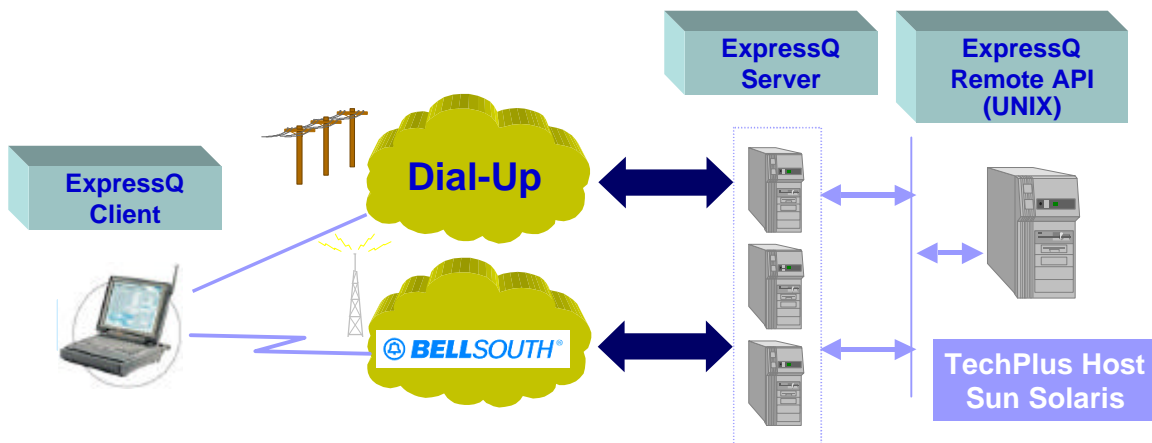 ExpressQ
Server
ExpressQ
Remote API
(UNIX)
ExpressQ
Client
Dial-Up
BELLSOUTH®
TechPlus Host
Sun Solaris